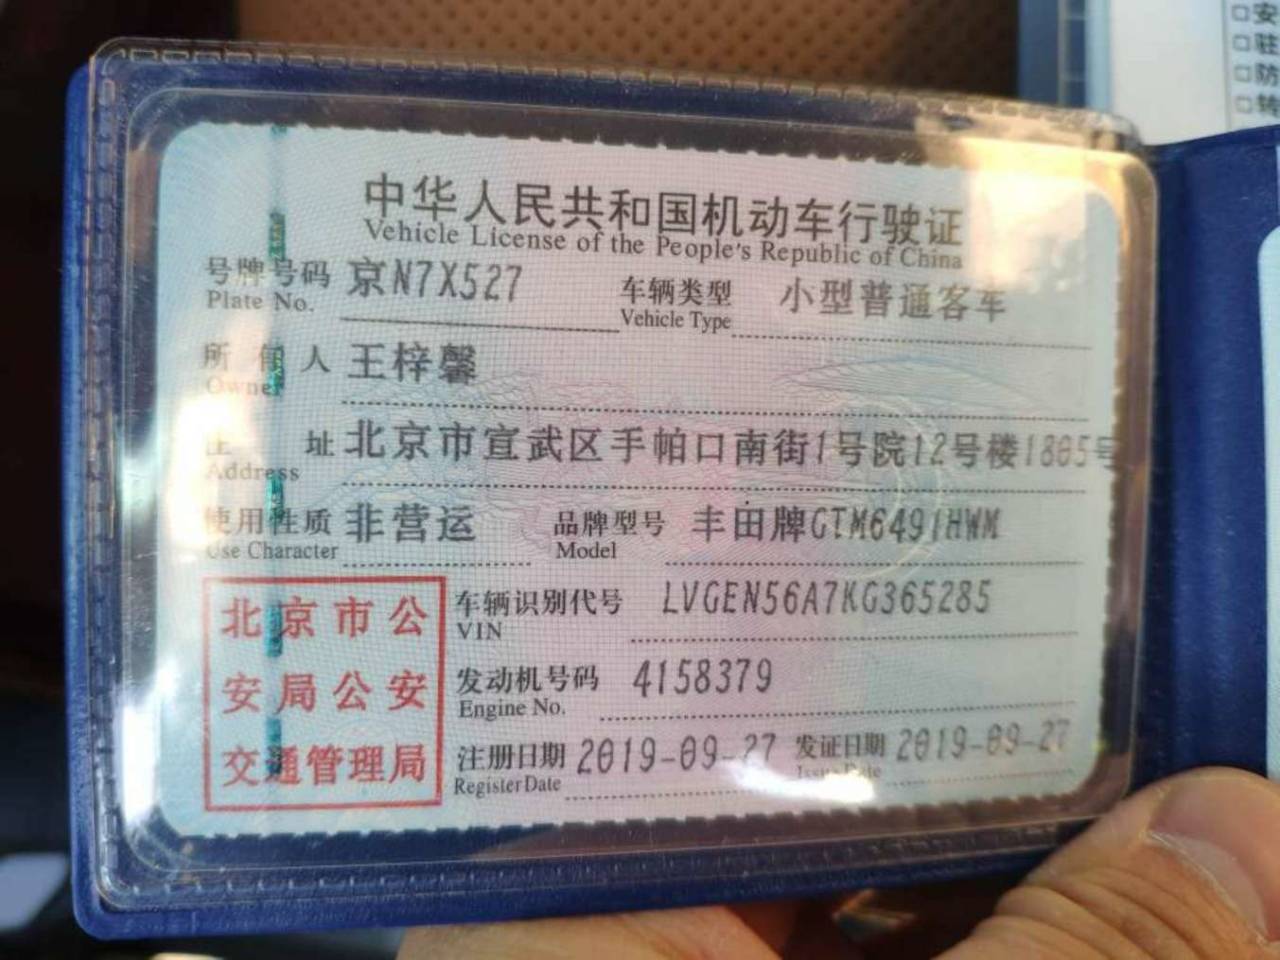 中华人民共和国机动车行驶证
Vehicle License of the People's Republic of China
号牌号码 京N7X527 车辆类型 小型普通客车
Plate No. Vehicle Type
所有人 王梓馨
Owner
住址 北京市宣武区手帕口南街1号院12号楼1805号
Address
使用性质 非营运 品牌型号 丰田牌GTM6491HWM
Use Character Model
北京市公
安局公安
交通管理局
车辆识别代号 LVGEN56A7KG365285
VIN
发动机号码 4158379
Engine No.
注册日期 2019-09-27 发证日期 2019-09-27
Register Date Issue Date
□安
□驻
□防
□转